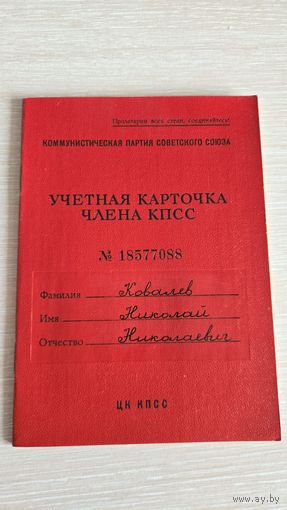 Пролетарии всех стран, соединяйтесь!
КОММУНИСТИЧЕСКАЯ ПАРТИЯ СОВЕТСКОГО СОЮЗА
УЧЕТНАЯ КАРТОЧКА
ЧЛЕНА КПСС
№ 18577088
Фамилия Ковалев
Имя Николай
Отчество Николаевич
ЦК КПСС
www.ay.by